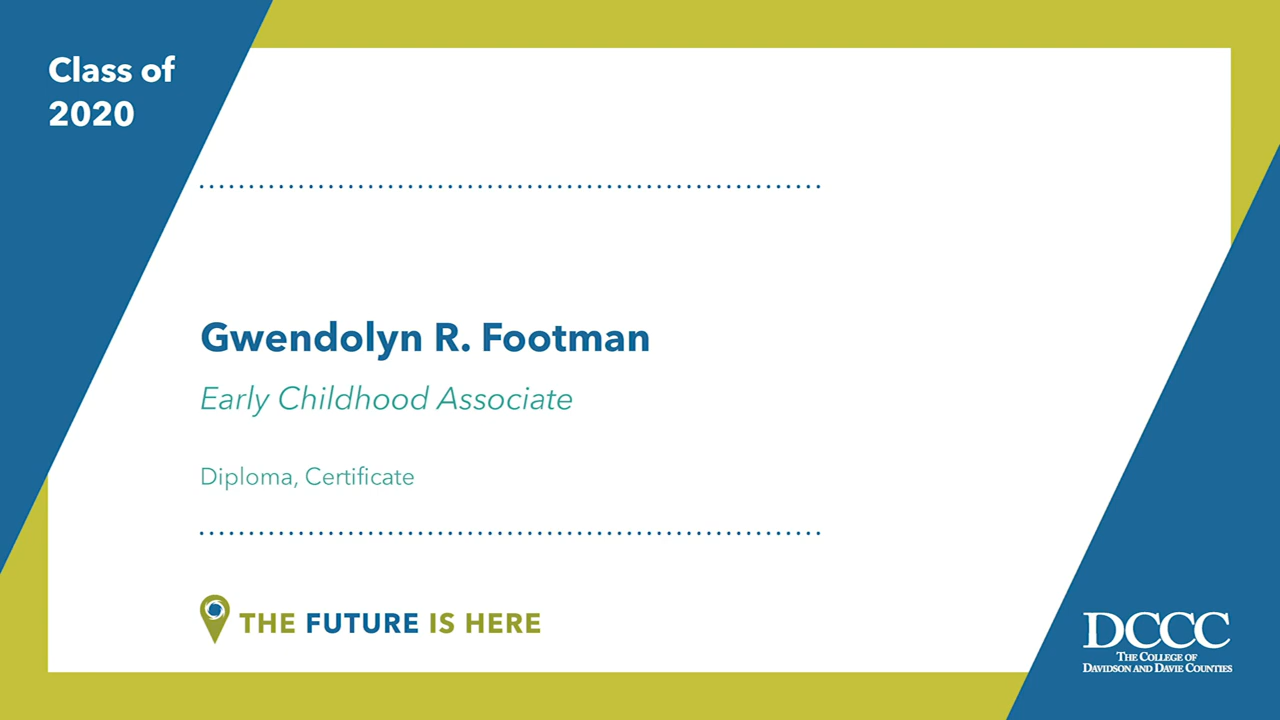 Class of
2020
Gwendolyn R. Footman
Early Childhood Associate
Diploma, Certificate
THE FUTURE IS HERE
DCCC
THE COLLEGE OF
DAVIDSON AND DAVIE COUNTIES